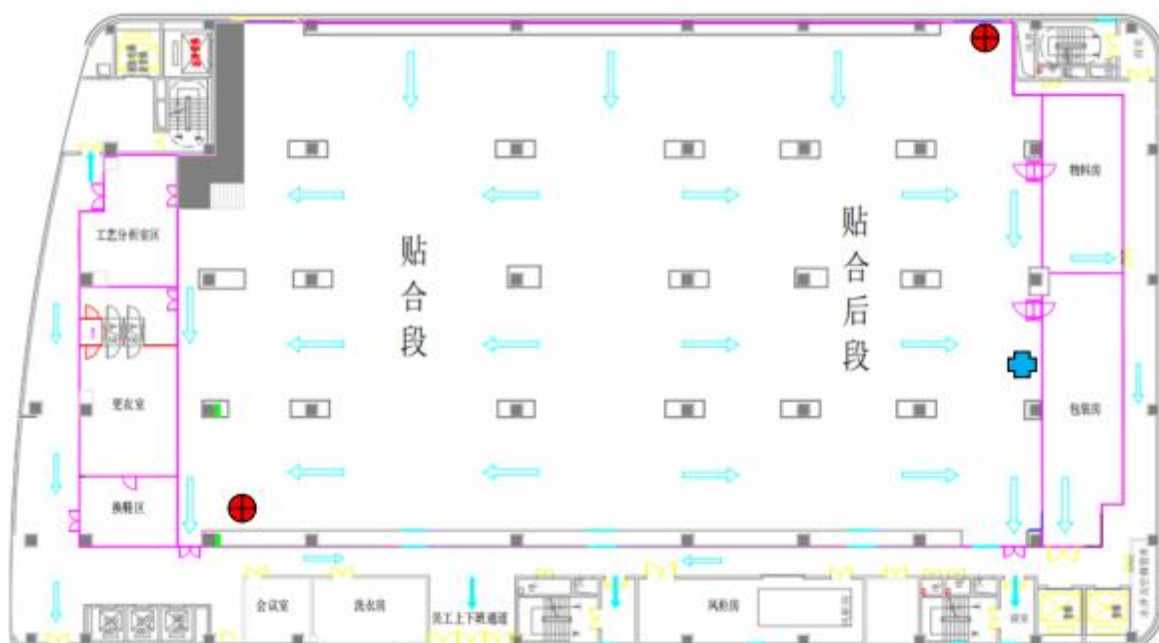 物料房
工艺分析室区
贴合段
贴合后段
更衣室
包装房
换鞋区
会议室
洗衣房
员工上下班通道
风柜房
前室